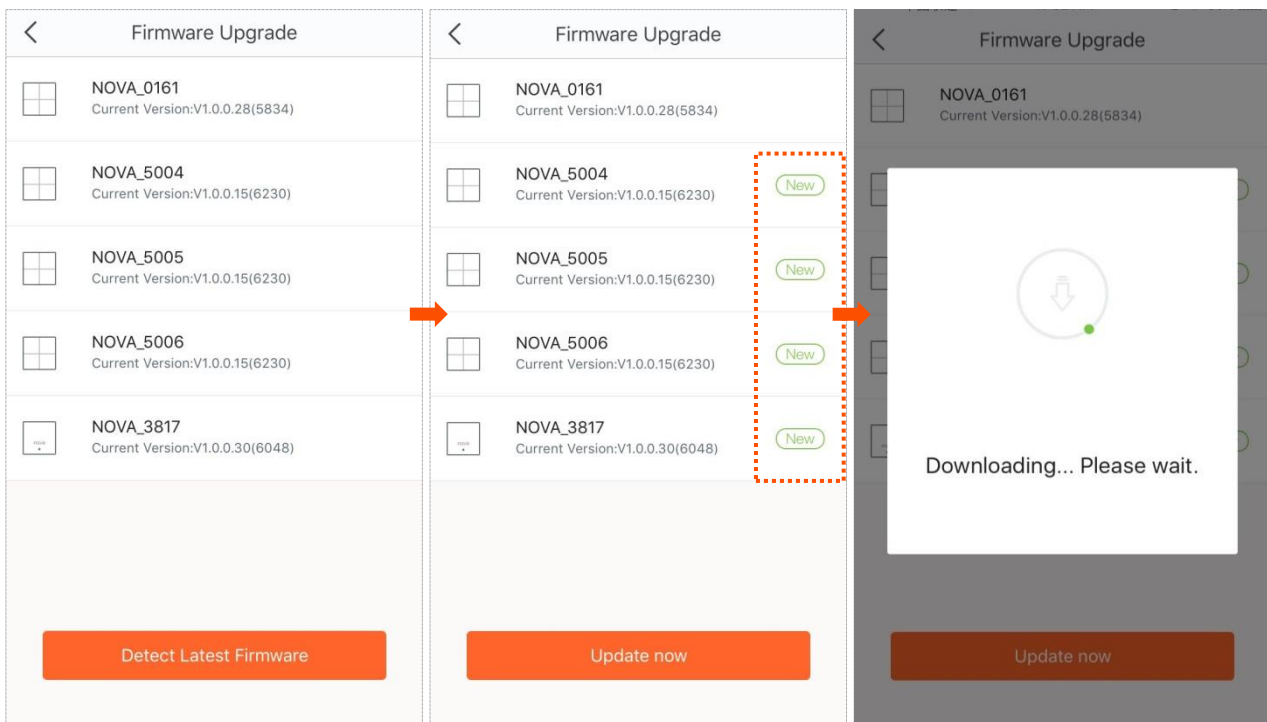 Firmware Upgrade
NOVA_0161
Current Version:V1.0.0.28(5834)
NOVA_5004
Current Version:V1.0.0.15(6230)
NOVA_5005
Current Version:V1.0.0.15(6230)
NOVA_5006
Current Version:V1.0.0.15(6230)
NOVA_3817
Current Version:V1.0.0.30(6048)
Detect Latest Firmware
Firmware Upgrade
NOVA_0161
Current Version:V1.0.0.28(5834)
NOVA_5004
Current Version:V1.0.0.15(6230)
New
NOVA_5005
Current Version:V1.0.0.15(6230)
New
NOVA_5006
Current Version:V1.0.0.15(6230)
New
NOVA_3817
Current Version:V1.0.0.30(6048)
New
Update now
Firmware Upgrade
NOVA_0161
Current Version:V1.0.0.28(5834)
Downloading... Please wait.
Update now